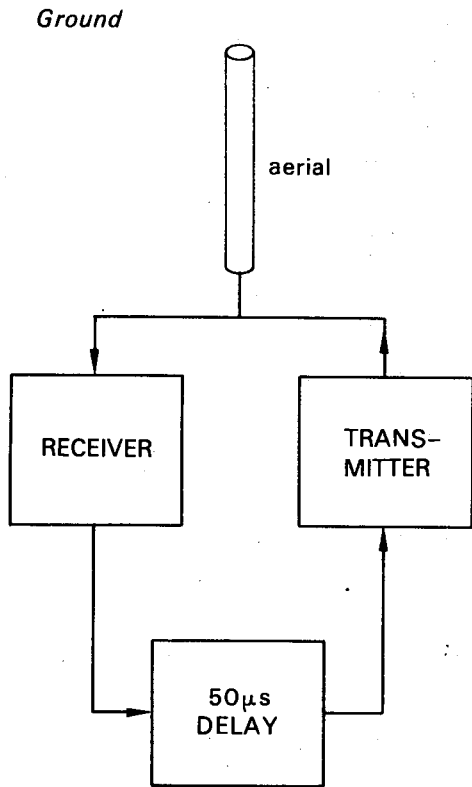 Ground
aerial
RECEIVER
TRANS-
MITTER
50μs
DELAY